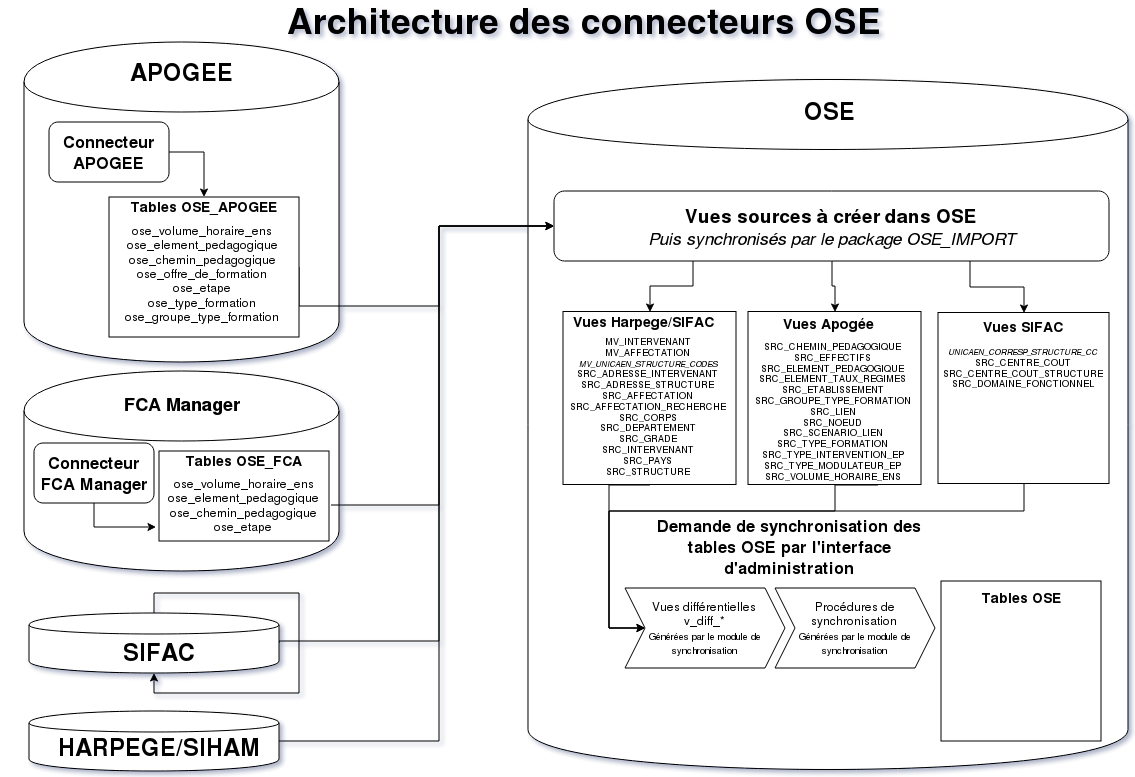 Architecture des connecteurs OSE
APOGEE
Connecteur
APOGEE
Tables OSE_APOGEE
ose_volume_horaire_ens
ose_element_pedagogique
ose_chemin_pedagogique
ose_offre_de_formation
ose_etape
ose_type_formation
ose_groupe_type_formation
FCA Manager
Connecteur
FCA Manager
Tables OSE_FCA
ose_volume_horaire_ens
ose_element_pedagogique
ose_chemin_pedagogique
ose_etape
SIFAC
HARPEGE/SIHAM
OSE
Vues sources à créer dans OSE
Puis synchronisés par le package OSE_IMPORT
Vues Harpege/SIFAC
MV_INTERVENANT
MV_AFFECTATION
MV_UNICAEN_STRUCTURE_CODES
SRC_ADRESSE_INTERVENANT
SRC_ADRESSE_STRUCTURE
SRC_AFFECTATION
SRC_AFFECTATION_RECHERCHE
SRC_CORPS
SRC_DEPARTEMENT
SRC_GRADE
SRC_INTERVENANT
SRC_PAYS
SRC_STRUCTURE
Vues Apogée
SRC_CHEMIN_PEDAGOGIQUE
SRC_EFFECTIFS
SRC_ELEMENT_PEDAGOGIQUE
SRC_ELEMENT_TAUX_REGIMES
SRC_ETABLISSEMENT
SRC_GROUPE_TYPE_FORMATION
SRC_LIEN
SRC_NOEUD
SRC_SCENARIO_LIEN
SRC_TYPE_FORMATION
SRC_TYPE_INTERVENTION_EP
SRC_TYPE_MODULATEUR_EP
SRC_VOLUME_HORAIRE_ENS
Vues SIFAC
UNICAEN_CORRESP_STRUCTURE_CC
SRC_CENTRE_COUT
SRC_CENTRE_COUT_STRUCTURE
SRC_DOMAINE_FONCTIONNEL
Demande de synchronisation des
tables OSE par l'interface
d'administration
Vues différentielles
v_diff_*
Générées par le module de
synchronisation
Procédures de
synchronisation
Générées par le module de
synchronisation
Tables OSE